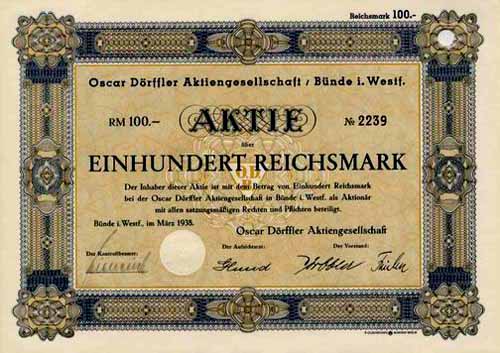 Reichsmark 100.-
Oscar Dörffler Aktiengesellschaft / Bünde i. Westf.
RM 100.— AKTIE № 2239
über
EINHUNDERT REICHSMARK
Der Inhaber dieser Aktie ist mit dem Betrag von Einhundert Reichsmark
bei der Oscar Dörffler Aktiengesellschaft in Bünde i. Westf. als Aktionär
mit allen satzungsmäßigen Rechten und Pflichten beteiligt.
Bünde i. Westf., im März 1938.
Oscar Dörffler Aktiengesellschaft
Der Kontrollbeamte: Der Aufsichtsrat: Der Vorstand: